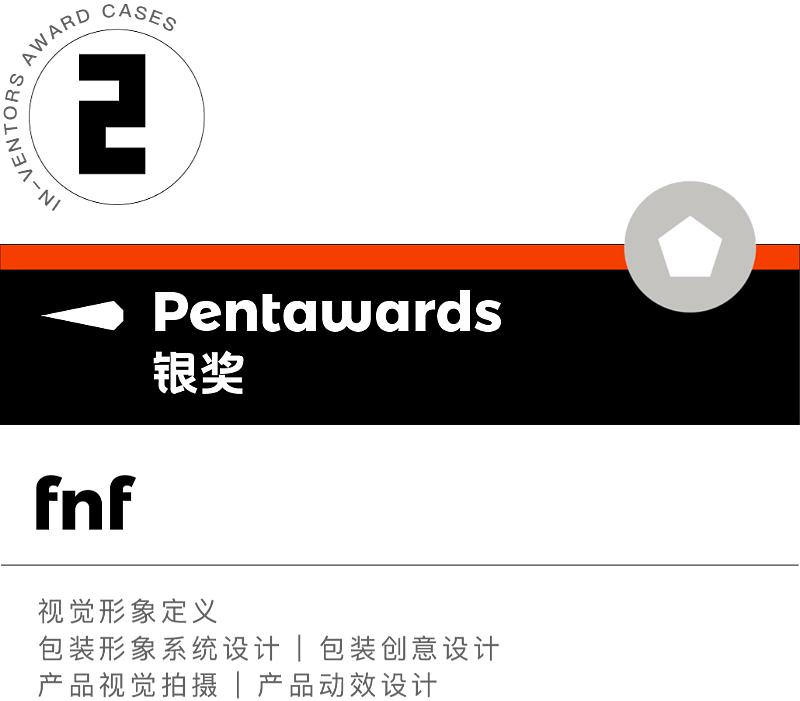 IN-VENTORS AWARD CASES
2
Pentawards
银奖
fnf
视觉形象定义
包装形象系统设计 | 包装创意设计
产品视觉拍摄 | 产品动效设计